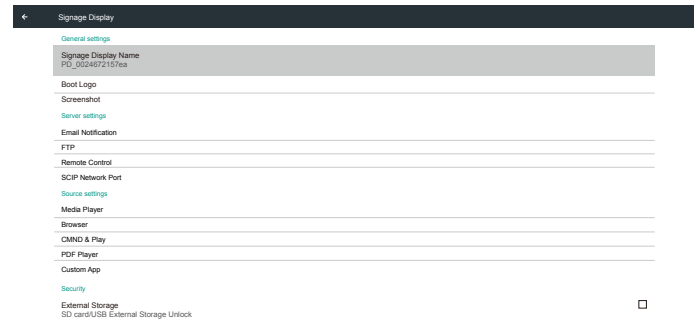 Signage Display
General settings
Signage Display Name
PD_0024672157ea
Boot Logo
Screenshot
Server settings
Email Notification
FTP
Remote Control
SCIP Network Port
Source settings
Media Player
Browser
CMND & Play
PDF Player
Custom App
Security
External Storage
SD card/USB External Storage Unlock